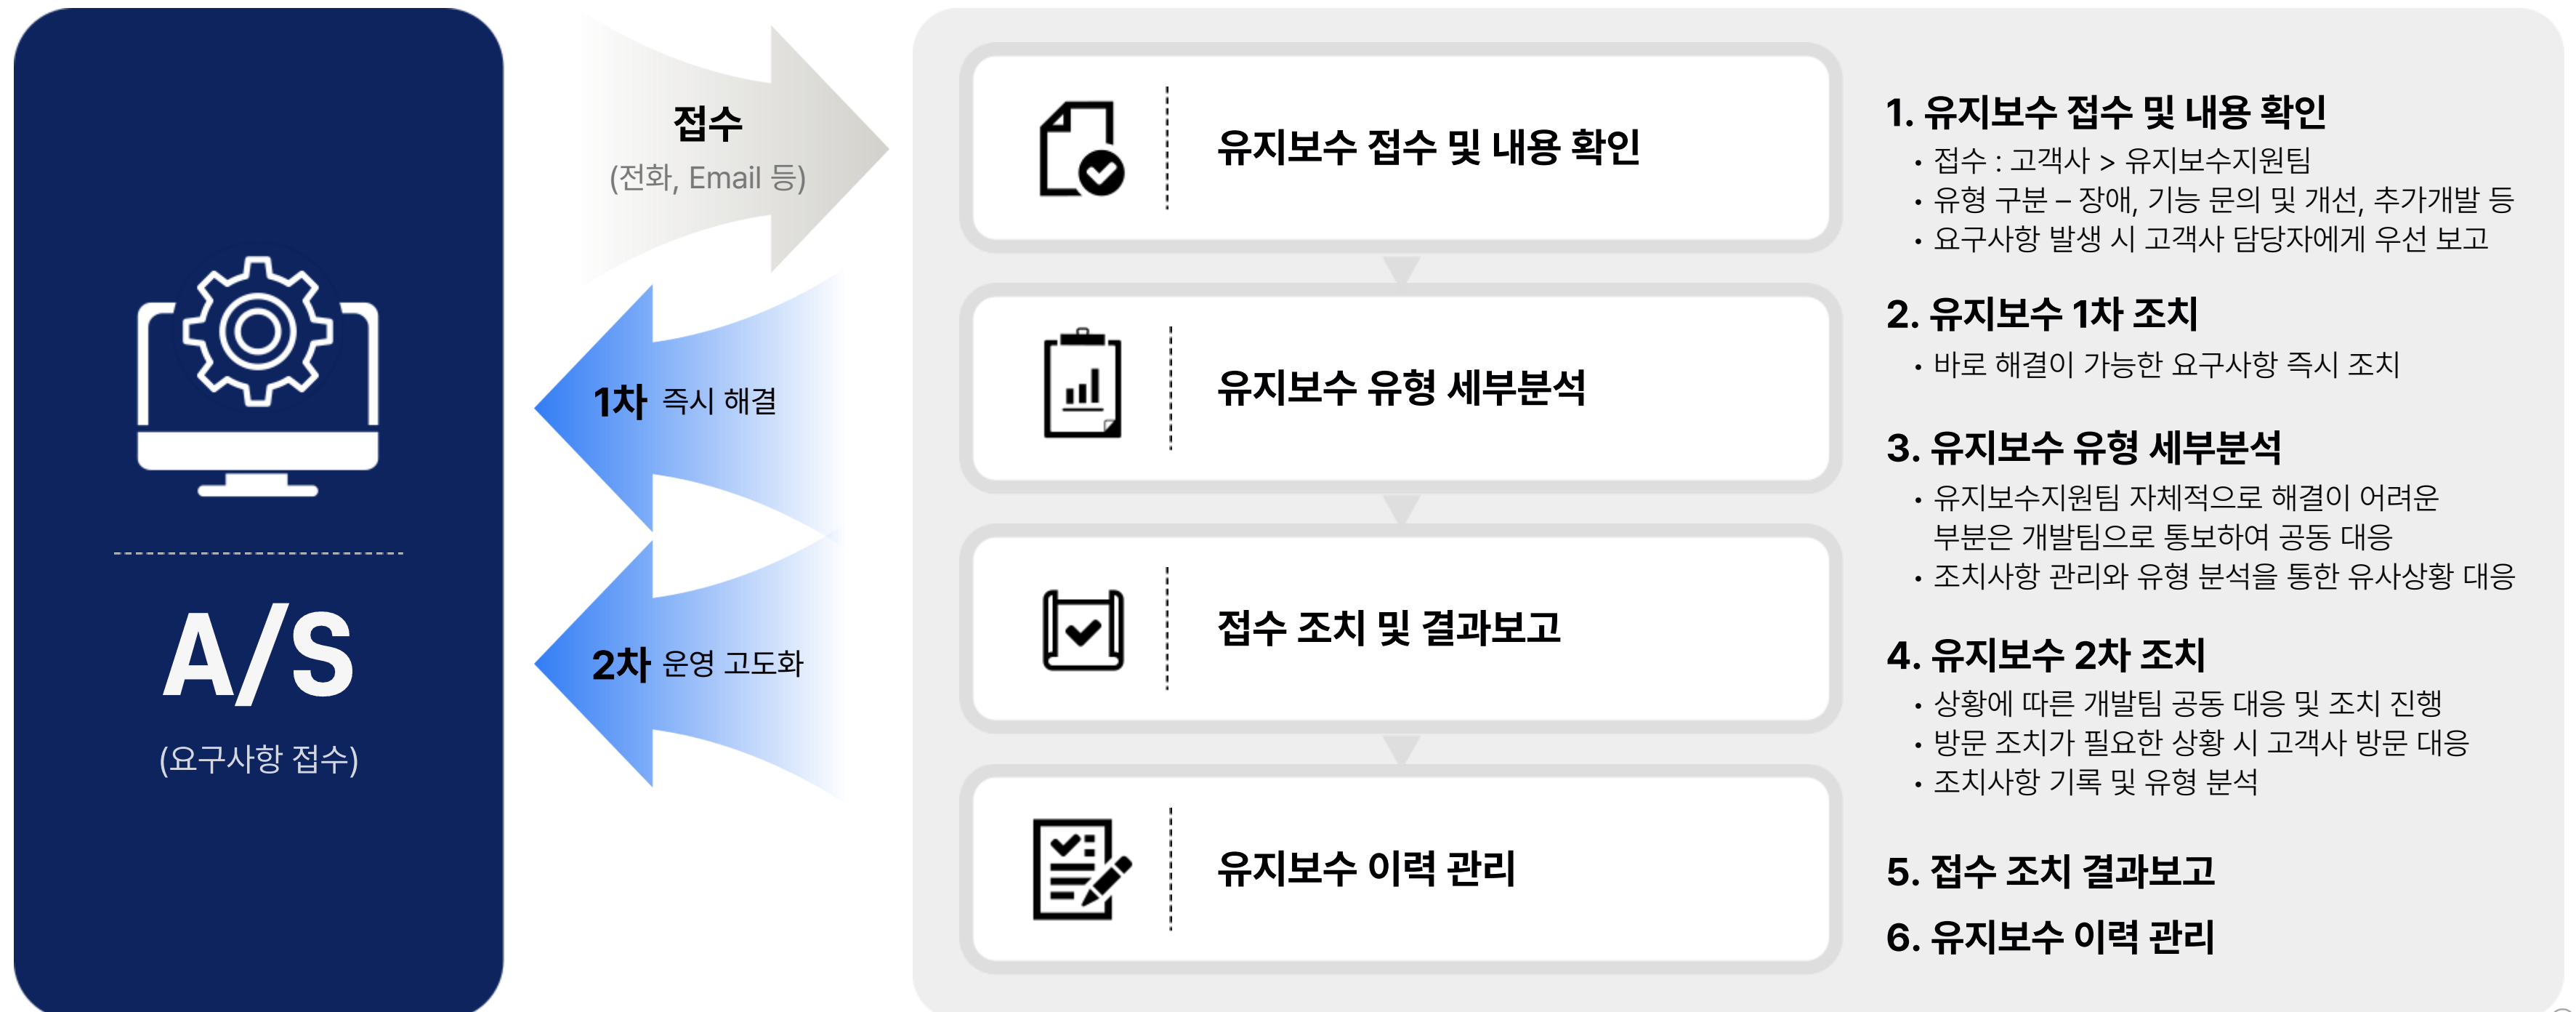 A/S
(요구사항 접수)
접수
(전화, Email 등)
1차 즉시 해결
2차 운영 고도화
유지보수 접수 및 내용 확인
유지보수 유형 세부분석
접수 조치 및 결과보고
유지보수 이력 관리
1. 유지보수 접수 및 내용 확인
• 접수 : 고객사 > 유지보수지원팀
• 유형 구분 – 장애, 기능 문의 및 개선, 추가개발 등
• 요구사항 발생 시 고객사 담당자에게 우선 보고
2. 유지보수 1차 조치
• 바로 해결이 가능한 요구사항 즉시 조치
3. 유지보수 유형 세부분석
• 유지보수지원팀 자체적으로 해결이 어려운
부분은 개발팀으로 통보하여 공동 대응
• 조치사항 관리와 유형 분석을 통한 유사상황 대응
4. 유지보수 2차 조치
• 상황에 따른 개발팀 공동 대응 및 조치 진행
• 방문 조치가 필요한 상황 시 고객사 방문 대응
• 조치사항 기록 및 유형 분석
5. 접수 조치 결과보고
6. 유지보수 이력 관리